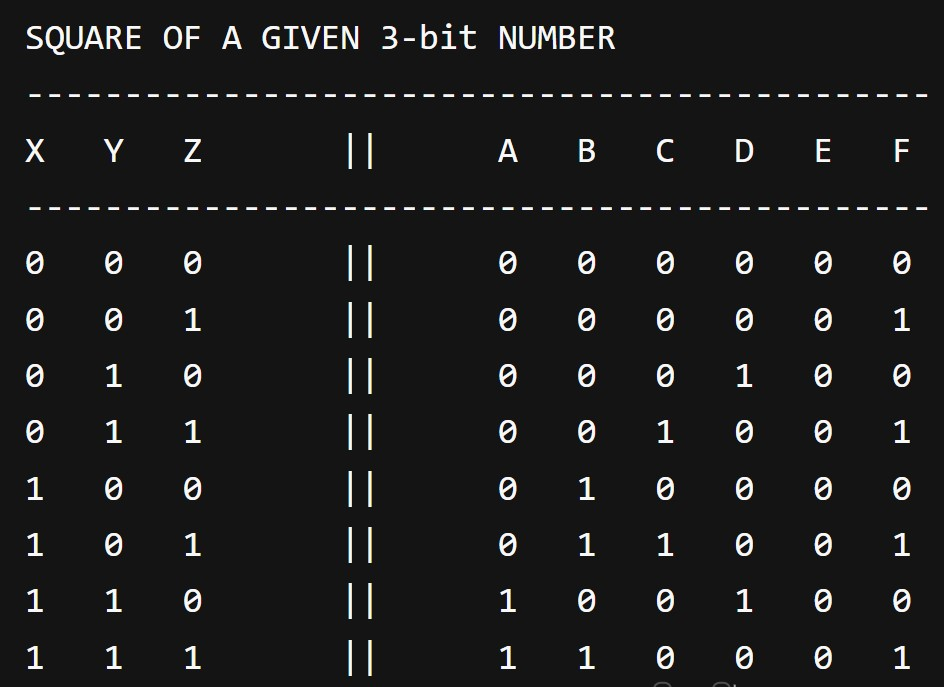 SQUARE OF A GIVEN 3-bit NUMBER
----------------------------------------------
X   Y   Z       ||      A   B   C   D   E   F
----------------------------------------------
0   0   0       ||      0   0   0   0   0   0
0   0   1       ||      0   0   0   0   0   1
0   1   0       ||      0   0   0   1   0   0
0   1   1       ||      0   0   1   0   0   1
1   0   0       ||      0   1   0   0   0   0
1   0   1       ||      0   1   1   0   0   1
1   1   0       ||      1   0   0   1   0   0
1   1   1       ||      1   1   0   0   0   1